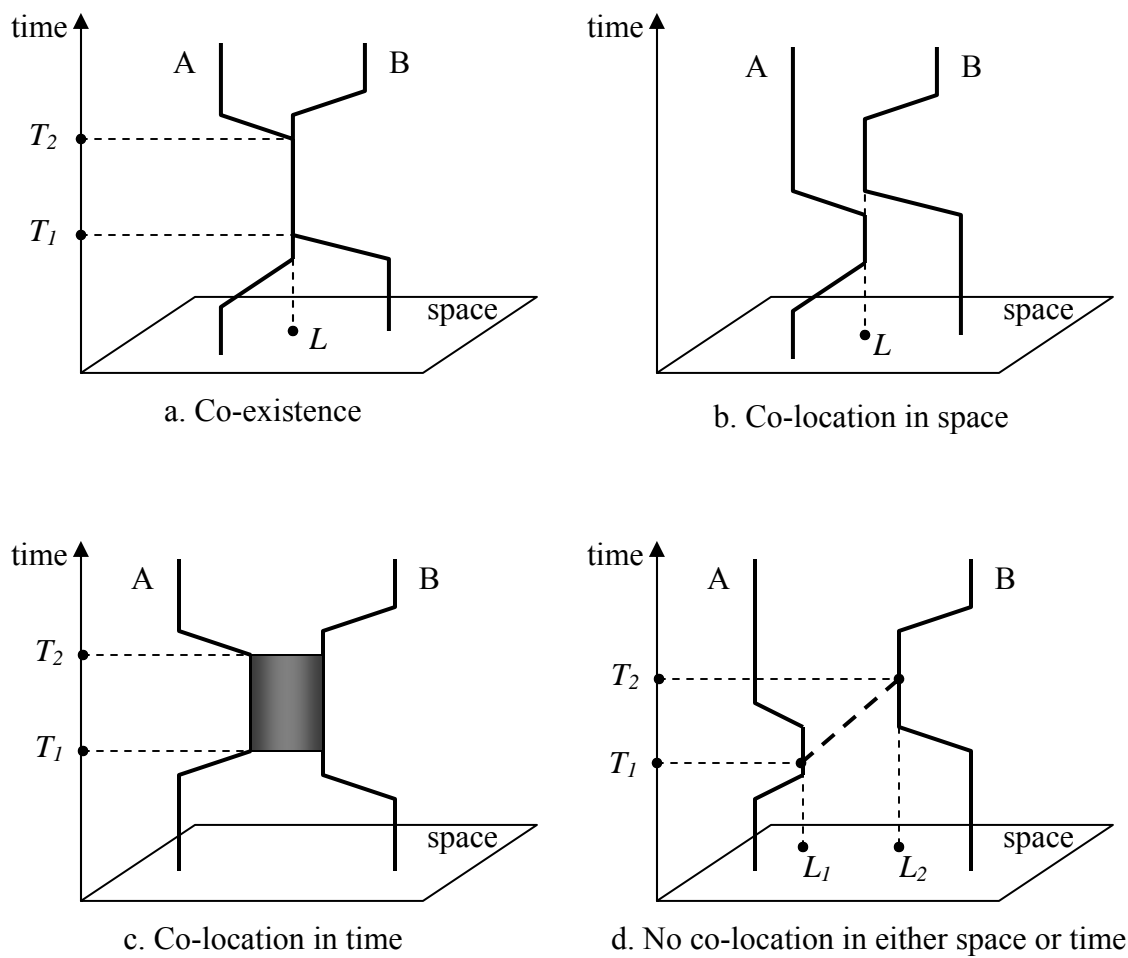 time
A
B
T2
T1
space
L
a. Co-existence
time
A
B
space
L
b. Co-location in space
time
A
B
T2
T1
space
c. Co-location in time
time
A
B
T2
T1
space
L1
L2
d. No co-location in either space or time